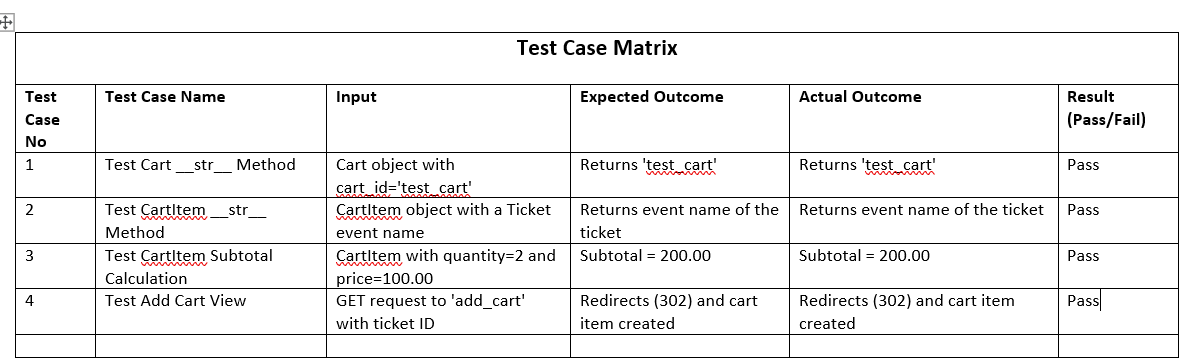 Test Case Matrix
Test Case No | Test Case Name | Input | Expected Outcome | Actual Outcome | Result (Pass/Fail)
1 | Test Cart __str__ Method | Cart object with cart_id='test_cart' | Returns 'test_cart' | Returns 'test_cart' | Pass
2 | Test CartItem __str__ Method | CartItem object with a Ticket event name | Returns event name of the ticket | Returns event name of the ticket | Pass
3 | Test CartItem Subtotal Calculation | CartItem with quantity=2 and price=100.00 | Subtotal = 200.00 | Subtotal = 200.00 | Pass
4 | Test Add Cart View | GET request to 'add_cart' with ticket ID | Redirects (302) and cart item created | Redirects (302) and cart item created | Pass